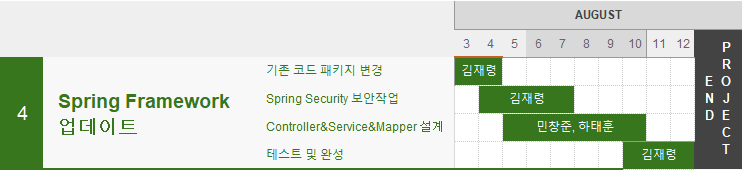 AUGUST
3 4 5 6 7 8 9 10 11 12
4
Spring Framework
업데이트
기존 코드 패키지 변경
김재령
Spring Security 보안작업
김재령
Controller&Service&Mapper 설계
민창준, 하태훈
테스트 및 완성
김재령
PROJECT
END